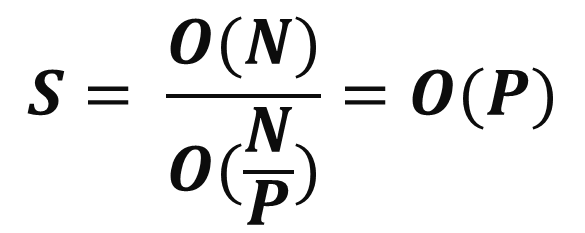 S = O(N) / O(N/P) = O(P)